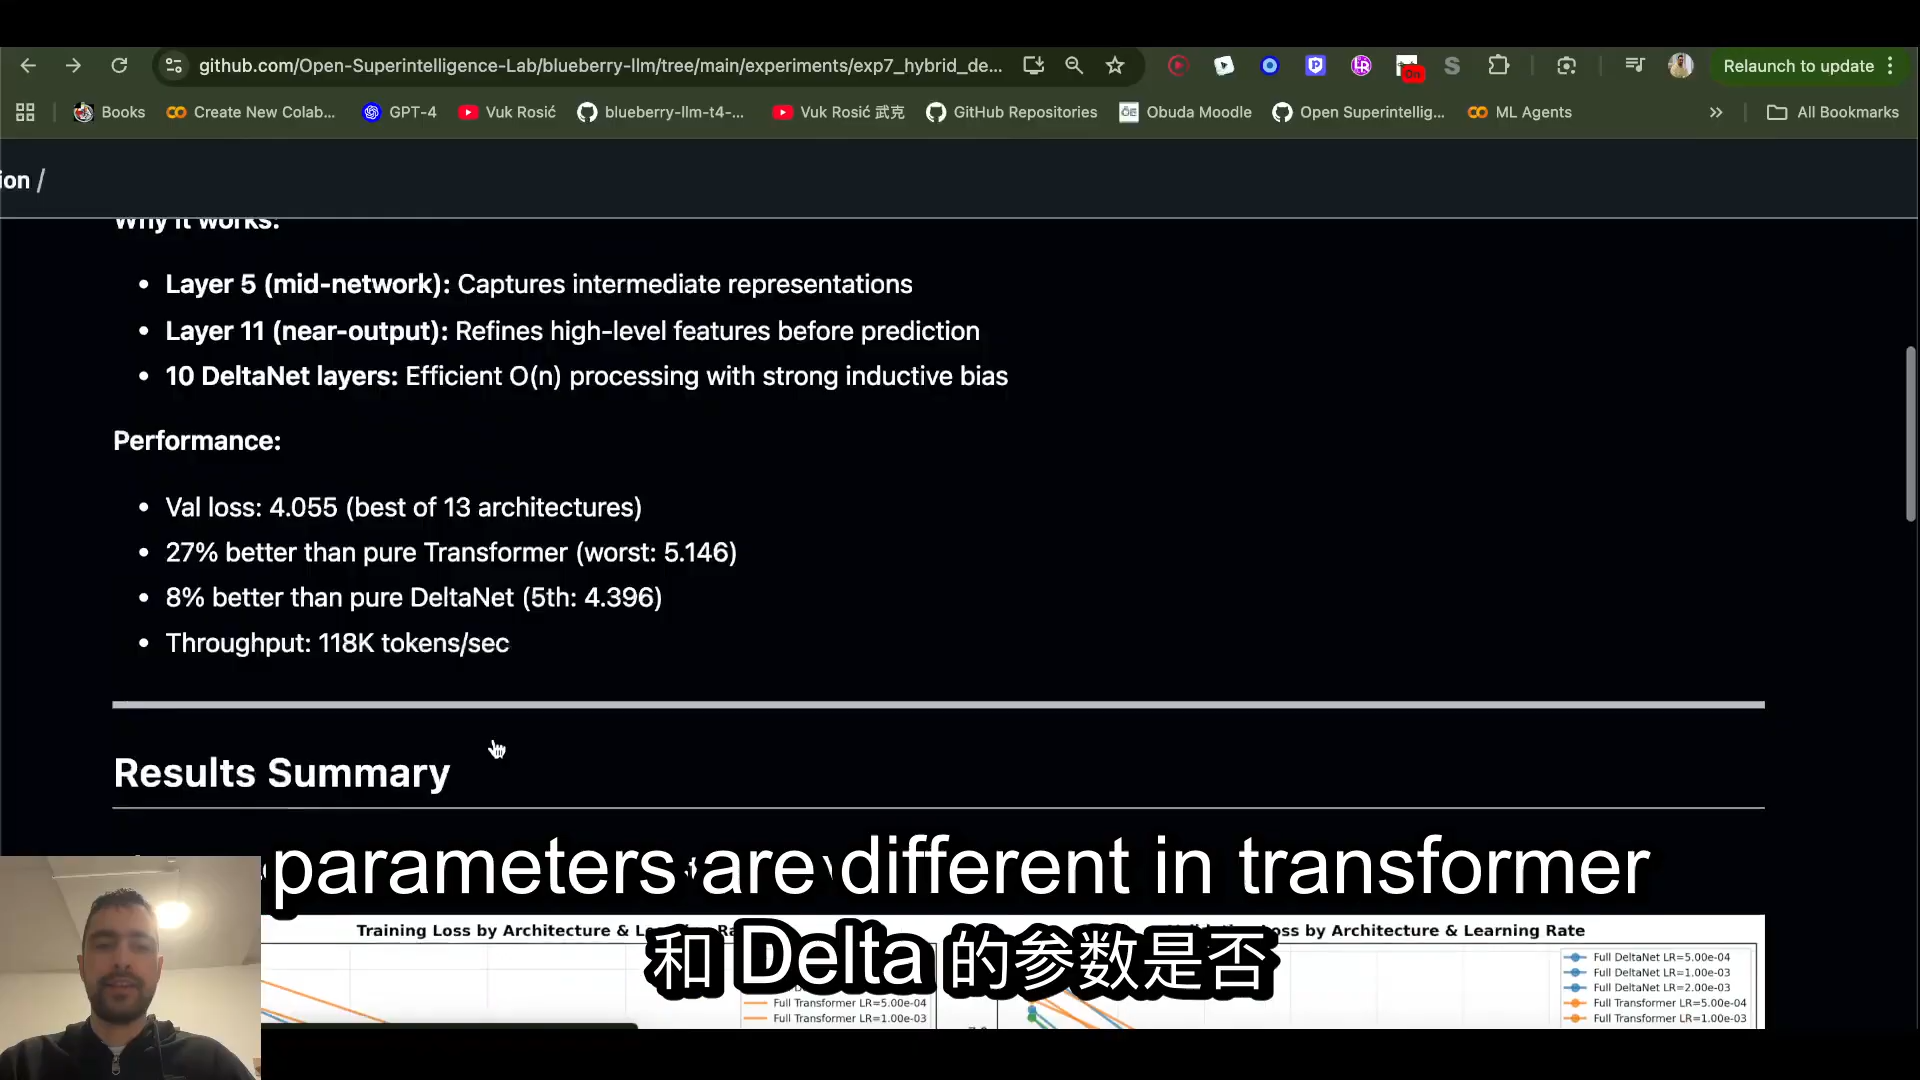 github.com/Open-Superintelligence-Lab/blueberry-llm/tree/main/experiments/exp7_hybrid_de...
On
Relaunch to update
Books
Create New Colab...
GPT-4
Vuk Rosić
blueberry-llm-t4-...
Vuk Rosić 武克
GitHub Repositories
Obuda Moodle
Open Superintellig...
ML Agents
All Bookmarks
ion /
Why it works:
• Layer 5 (mid-network): Captures intermediate representations
• Layer 11 (near-output): Refines high-level features before prediction
• 10 DeltaNet layers: Efficient O(n) processing with strong inductive bias
Performance:
• Val loss: 4.055 (best of 13 architectures)
• 27% better than pure Transformer (worst: 5.146)
• 8% better than pure DeltaNet (5th: 4.396)
• Throughput: 118K tokens/sec
Results Summary
parameters are different in transformer
和 Delta 的参数是否
Training Loss by Architecture &
oss by Architecture & Learning Rate
Full Transformer LR=5.00e-04
Full Transformer LR=1.00e-03
Full DeltaNet LR=5.00e-04
Full DeltaNet LR=1.00e-03
Full DeltaNet LR=2.00e-03
Full Transformer LR=5.00e-04
Full Transformer LR=1.00e-03